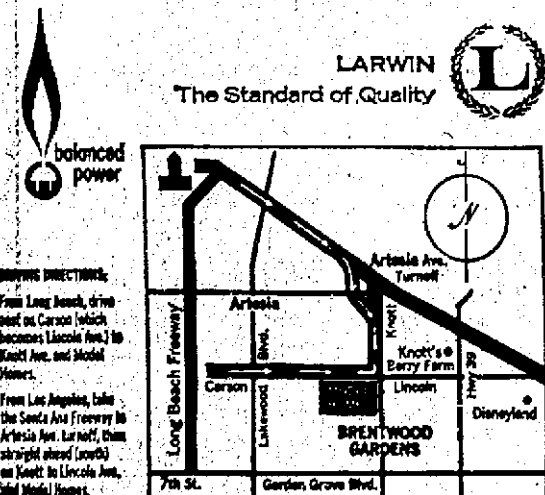 LARWIN
The Standard of Quality
L
balanced
power
DRIVING DIRECTIONS:
From Long Beach, drive
east on Carson (which
becomes Lincoln Ave.) to
Knott Ave. and Model
Homes.
From Los Angeles, take
the Santa Ana Freeway to
Artesia Ave. turnoff, then
straight ahead (south)
on Knott to Lincoln Ave.
and Model Homes.
N
Artesia Ave.
Turnoff
Artesia
Long Beach Freeway
Lakewood Blvd.
Knott
Hwy 39
Knott's
Berry Farm
Carson
Lincoln
Disneyland
BRENTWOOD
GARDENS
7th St.
Garden Grove Blvd.